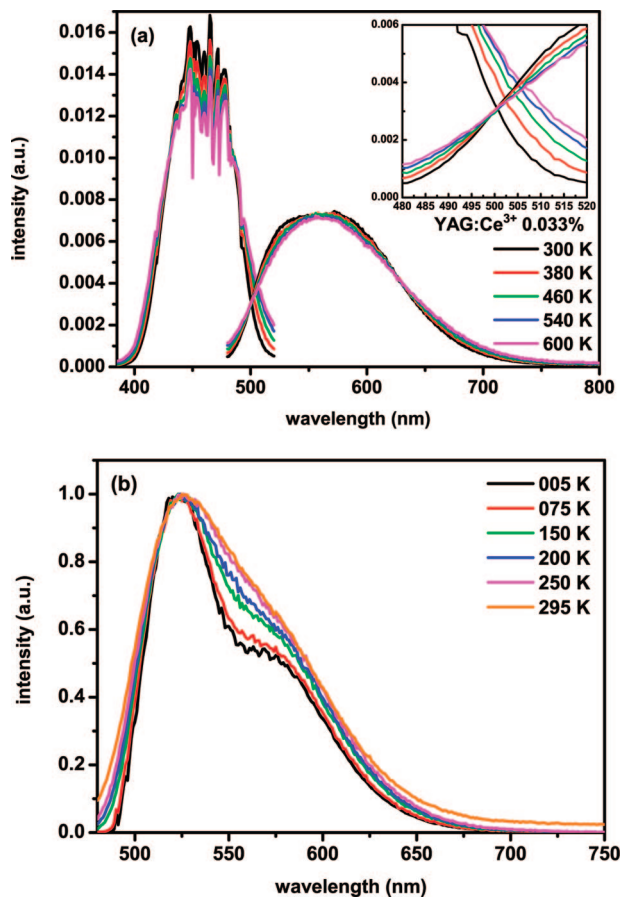 (a)
intensity (a.u.)
0.016
0.014
0.012
0.010
0.008
0.006
0.004
0.002
0.000
400 500 600 700 800
wavelength (nm)
0.006
0.004
0.002
0.000
480 485 490 495 500 505 510 515 520
YAG:Ce³⁺ 0.033%
300 K
380 K
460 K
540 K
600 K
(b)
intensity (a.u.)
1.0
0.8
0.6
0.4
0.2
0.0
500 550 600 650 700 750
wavelength (nm)
005 K
075 K
150 K
200 K
250 K
295 K